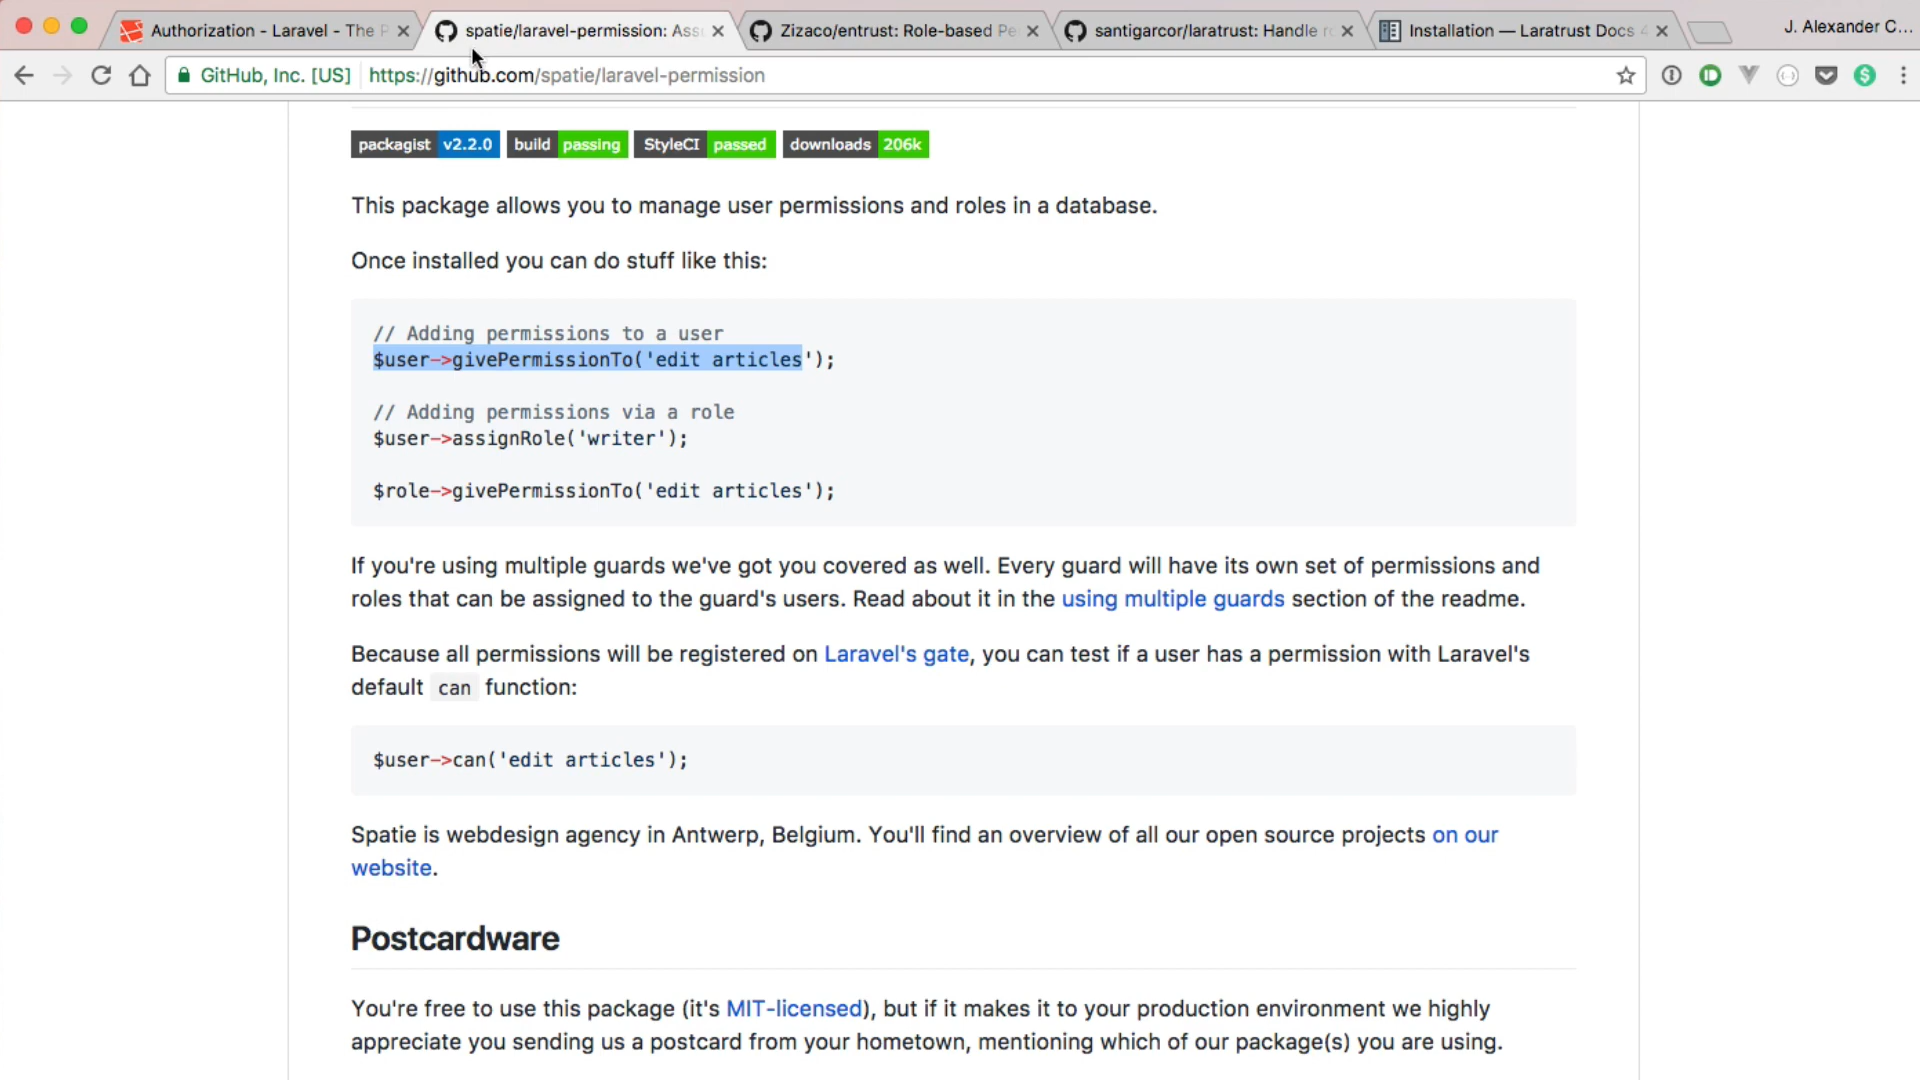 Authorization - Laravel - The P
spatie/laravel-permission: Ass
Zizaco/entrust: Role-based Pe
santigarcor/laratrust: Handle ro
Installation — Laratrust Docs 4
J. Alexander C...
GitHub, Inc. [US]
https://github.com/spatie/laravel-permission
packagist v2.2.0 build passing StyleCI passed downloads 206k
This package allows you to manage user permissions and roles in a database.
Once installed you can do stuff like this:
// Adding permissions to a user
$user->givePermissionTo('edit articles');
// Adding permissions via a role
$user->assignRole('writer');
$role->givePermissionTo('edit articles');
If you're using multiple guards we've got you covered as well. Every guard will have its own set of permissions and
roles that can be assigned to the guard's users. Read about it in the using multiple guards section of the readme.
Because all permissions will be registered on Laravel's gate, you can test if a user has a permission with Laravel's
default can function:
$user->can('edit articles');
Spatie is webdesign agency in Antwerp, Belgium. You'll find an overview of all our open source projects on our
website.
Postcardware
You're free to use this package (it's MIT-licensed), but if it makes it to your production environment we highly
appreciate you sending us a postcard from your hometown, mentioning which of our package(s) you are using.